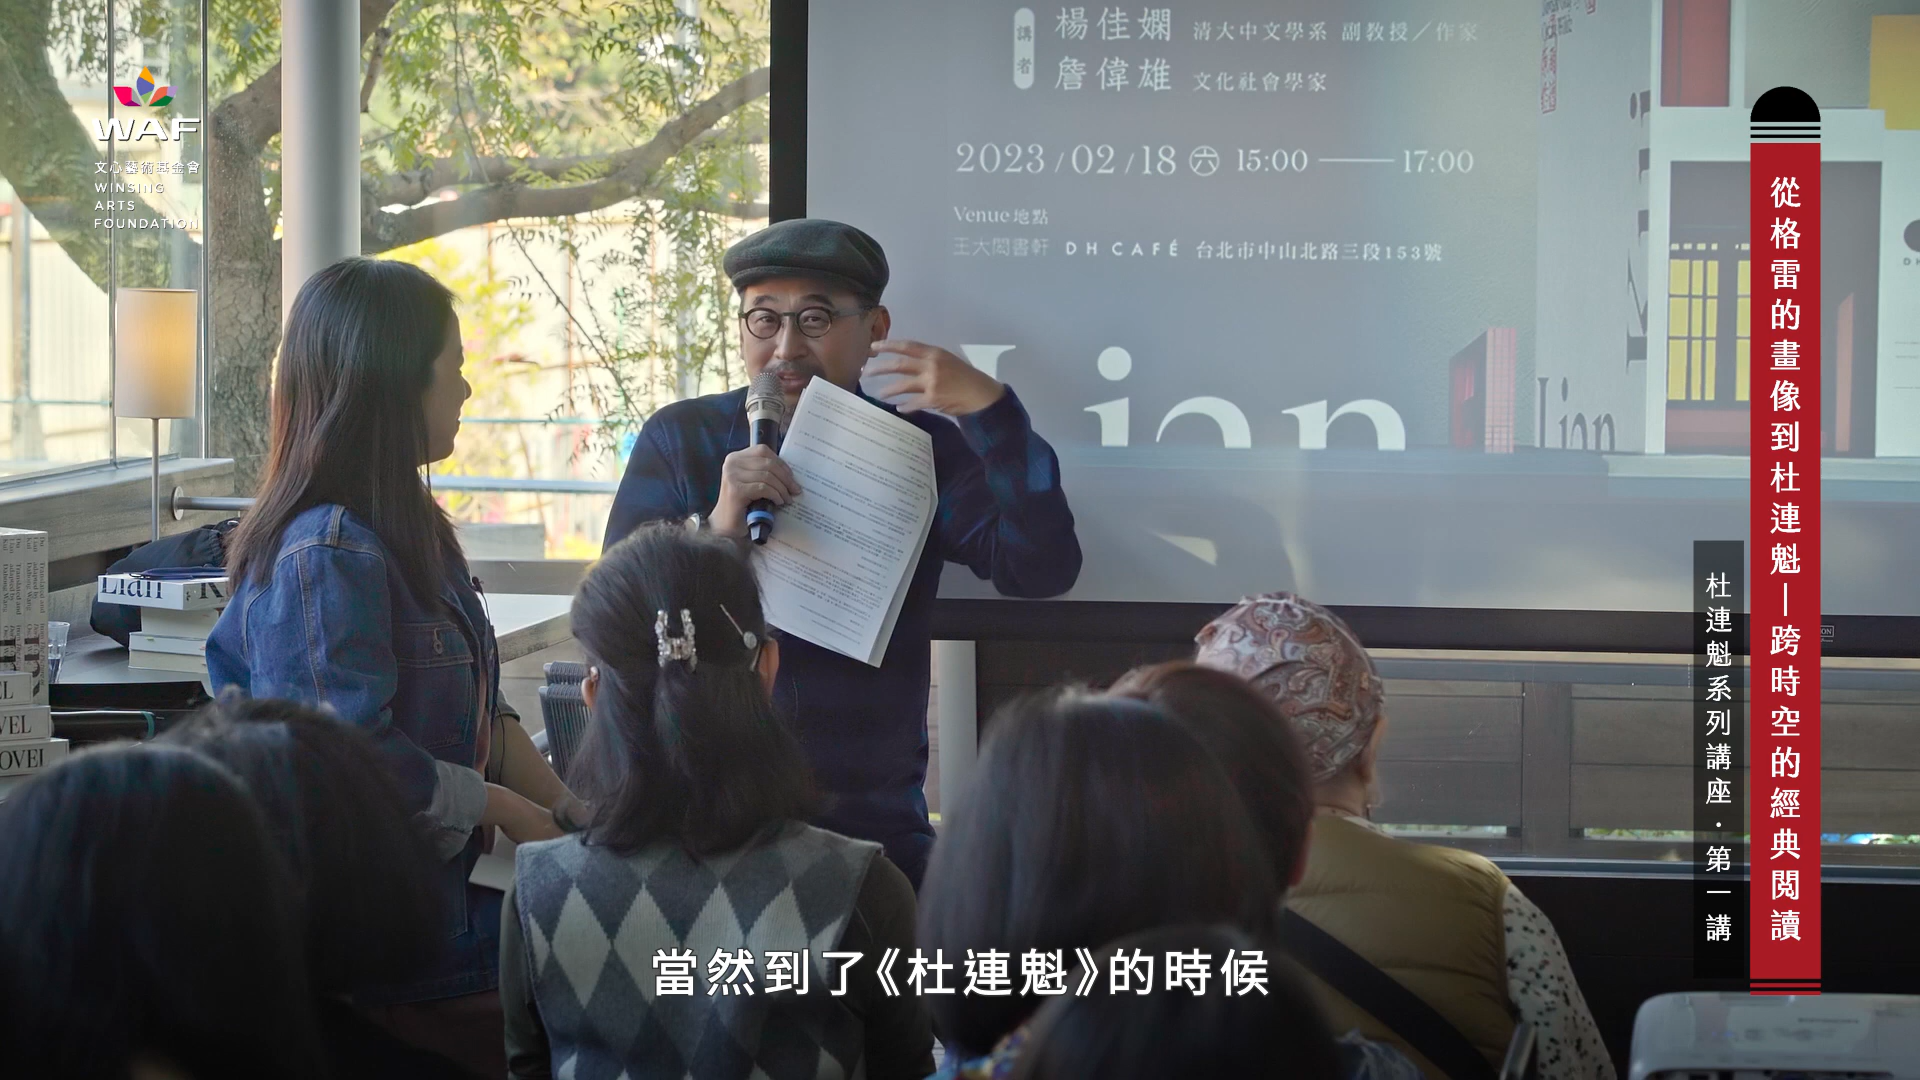 WAF
文心藝術基金會
WINSING
ARTS
FOUNDATION
講者
楊佳嫻 清大中文學系 副教授／作家
詹偉雄 文化社會學家
2023/02/18 ㊅ 15:00 —— 17:00
Venue 地點
王大閎書軒 DH CAFÉ 台北市中山北路三段153號
Lian
Lian
Lian K
VEL
OVEL
從格雷的畫像到杜連魁—跨時空的經典閱讀
杜連魁系列講座・第一講
當然到了《杜連魁》的時候